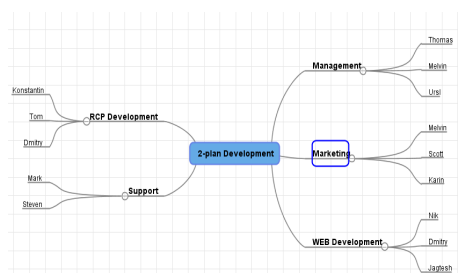 Thomas
Management
Melvin
Ursl
Konstantin
RCP Development
Tom
Dmitry
2-plan Development
Melvin
Marketing
Scott
Karin
Mark
Support
Steven
Nik
WEB Development
Dmitry
Jagtesh